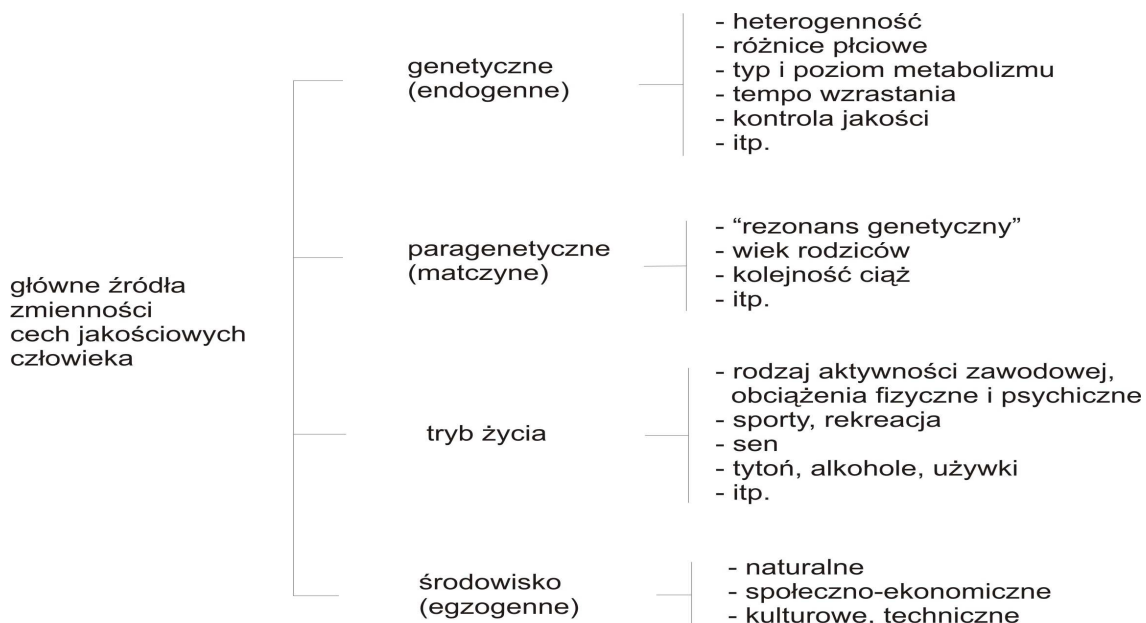 główne źródła
zmienności
cech jakościowych
człowieka
genetyczne
(endogenne)
- heterogenność
- różnice płciowe
- typ i poziom metabolizmu
- tempo wzrastania
- kontrola jakości
- itp.
paragenetyczne
(matczyne)
- “rezonans genetyczny”
- wiek rodziców
- kolejność ciąż
- itp.
tryb życia
- rodzaj aktywności zawodowej,
obciążenia fizyczne i psychiczne
- sporty, rekreacja
- sen
- tytoń, alkohole, używki
- itp.
środowisko
(egzogenne)
- naturalne
- społeczno-ekonomiczne
- kulturowe, techniczne